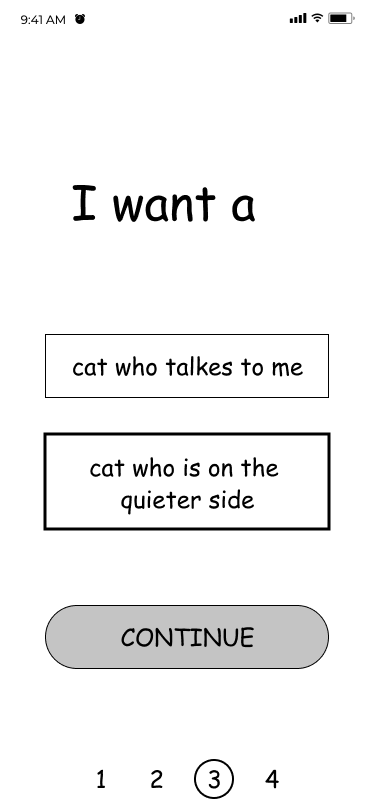 9:41 AM
I want a
cat who talkes to me
cat who is on the
quieter side
CONTINUE
1 2 3 4